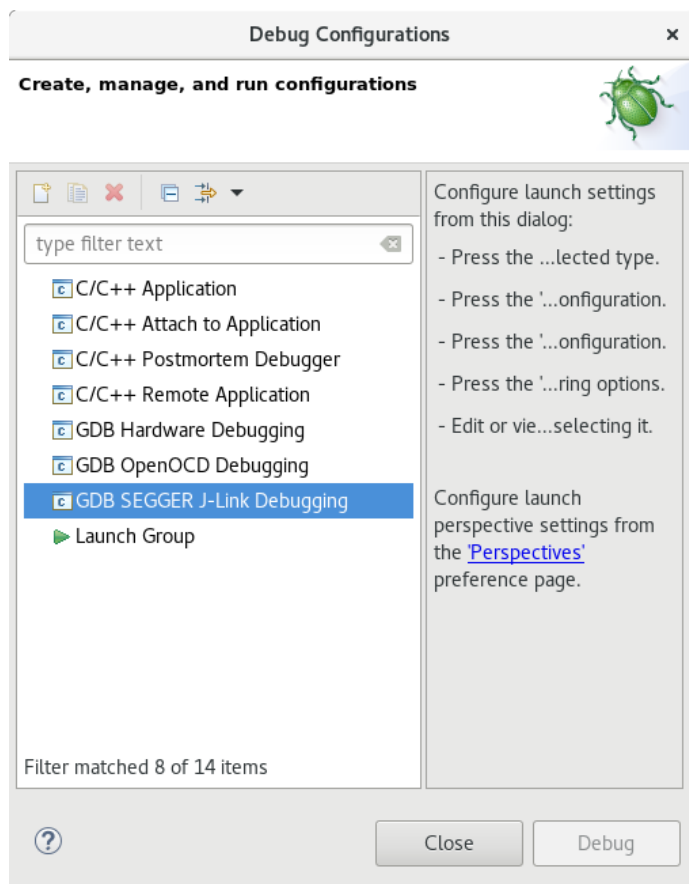 Debug Configurations
Create, manage, and run configurations
type filter text
C/C++ Application
C/C++ Attach to Application
C/C++ Postmortem Debugger
C/C++ Remote Application
GDB Hardware Debugging
GDB OpenOCD Debugging
GDB SEGGER J-Link Debugging
Launch Group
Filter matched 8 of 14 items
Configure launch settings
from this dialog:
- Press the ...lected type.
- Press the '...onfiguration.
- Press the '...onfiguration.
- Press the '...ring options.
- Edit or vie...selecting it.
Configure launch
perspective settings from
the 'Perspectives'
preference page.
Close
Debug